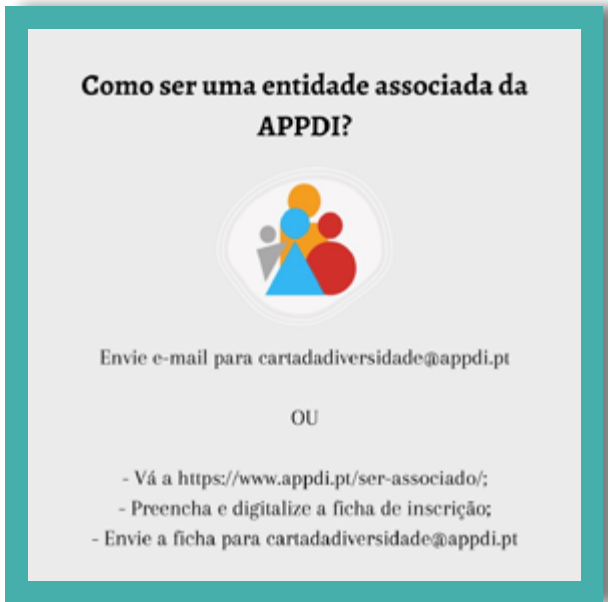 Como ser uma entidade associada da
APPDI?
Envie e-mail para cartadadiversidade@appdi.pt
OU
- Vá a https://www.appdi.pt/ser-associado/;
- Preencha e digitalize a ficha de inscrição;
- Envie a ficha para cartadadiversidade@appdi.pt